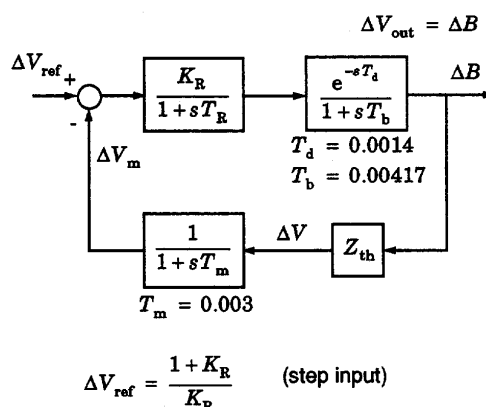 ΔV_out = ΔB
ΔV_ref
+
-
K_R / 1+sT_R
e^-sT_d / 1+sT_b
ΔB
T_d = 0.0014
T_b = 0.00417
ΔV_m
1 / 1+sT_m
ΔV
Z_th
T_m = 0.003
ΔV_ref = 1+K_R / K_R (step input)